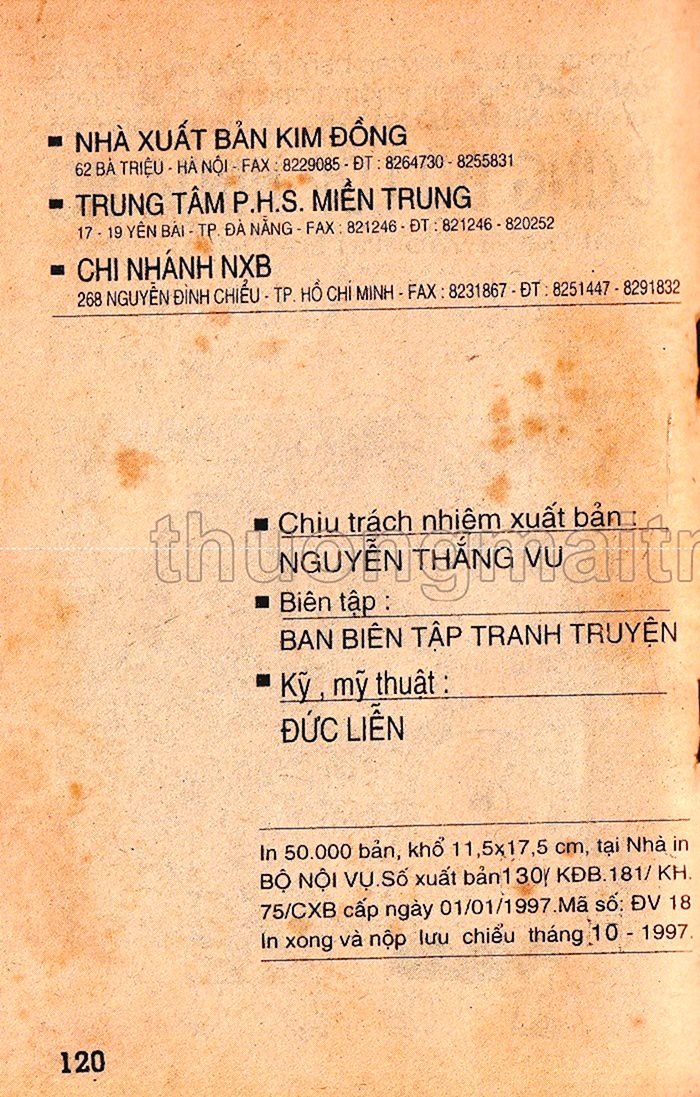 ■ NHÀ XUẤT BẢN KIM ĐỒNG
62 BÀ TRIỆU - HÀ NỘI - FAX : 8229085 - ĐT : 8264730 - 8255831
■ TRUNG TÂM P.H.S. MIỀN TRUNG
17 - 19 YÊN BÁI - TP. ĐÀ NẴNG - FAX : 821246 - ĐT : 821246 - 820252
■ CHI NHÁNH NXB
268 NGUYỄN ĐÌNH CHIỂU - TP. HỒ CHÍ MINH - FAX : 8231867 - ĐT : 8251447 - 8291832
■ Chịu trách nhiệm xuất bản :
thuongmaitr
NGUYỄN THẮNG VU
■ Biên tập :
BAN BIÊN TẬP TRANH TRUYỆN
■ Kỹ , mỹ thuật :
ĐỨC LIỄN
In 50.000 bản, khổ 11,5x17,5 cm, tại Nhà in
BỘ NỘI VỤ.Số xuất bản130/ KĐB.181/ KH.
75/CXB cấp ngày 01/01/1997.Mã số: ĐV 18
In xong và nộp lưu chiểu tháng 10 - 1997.
120